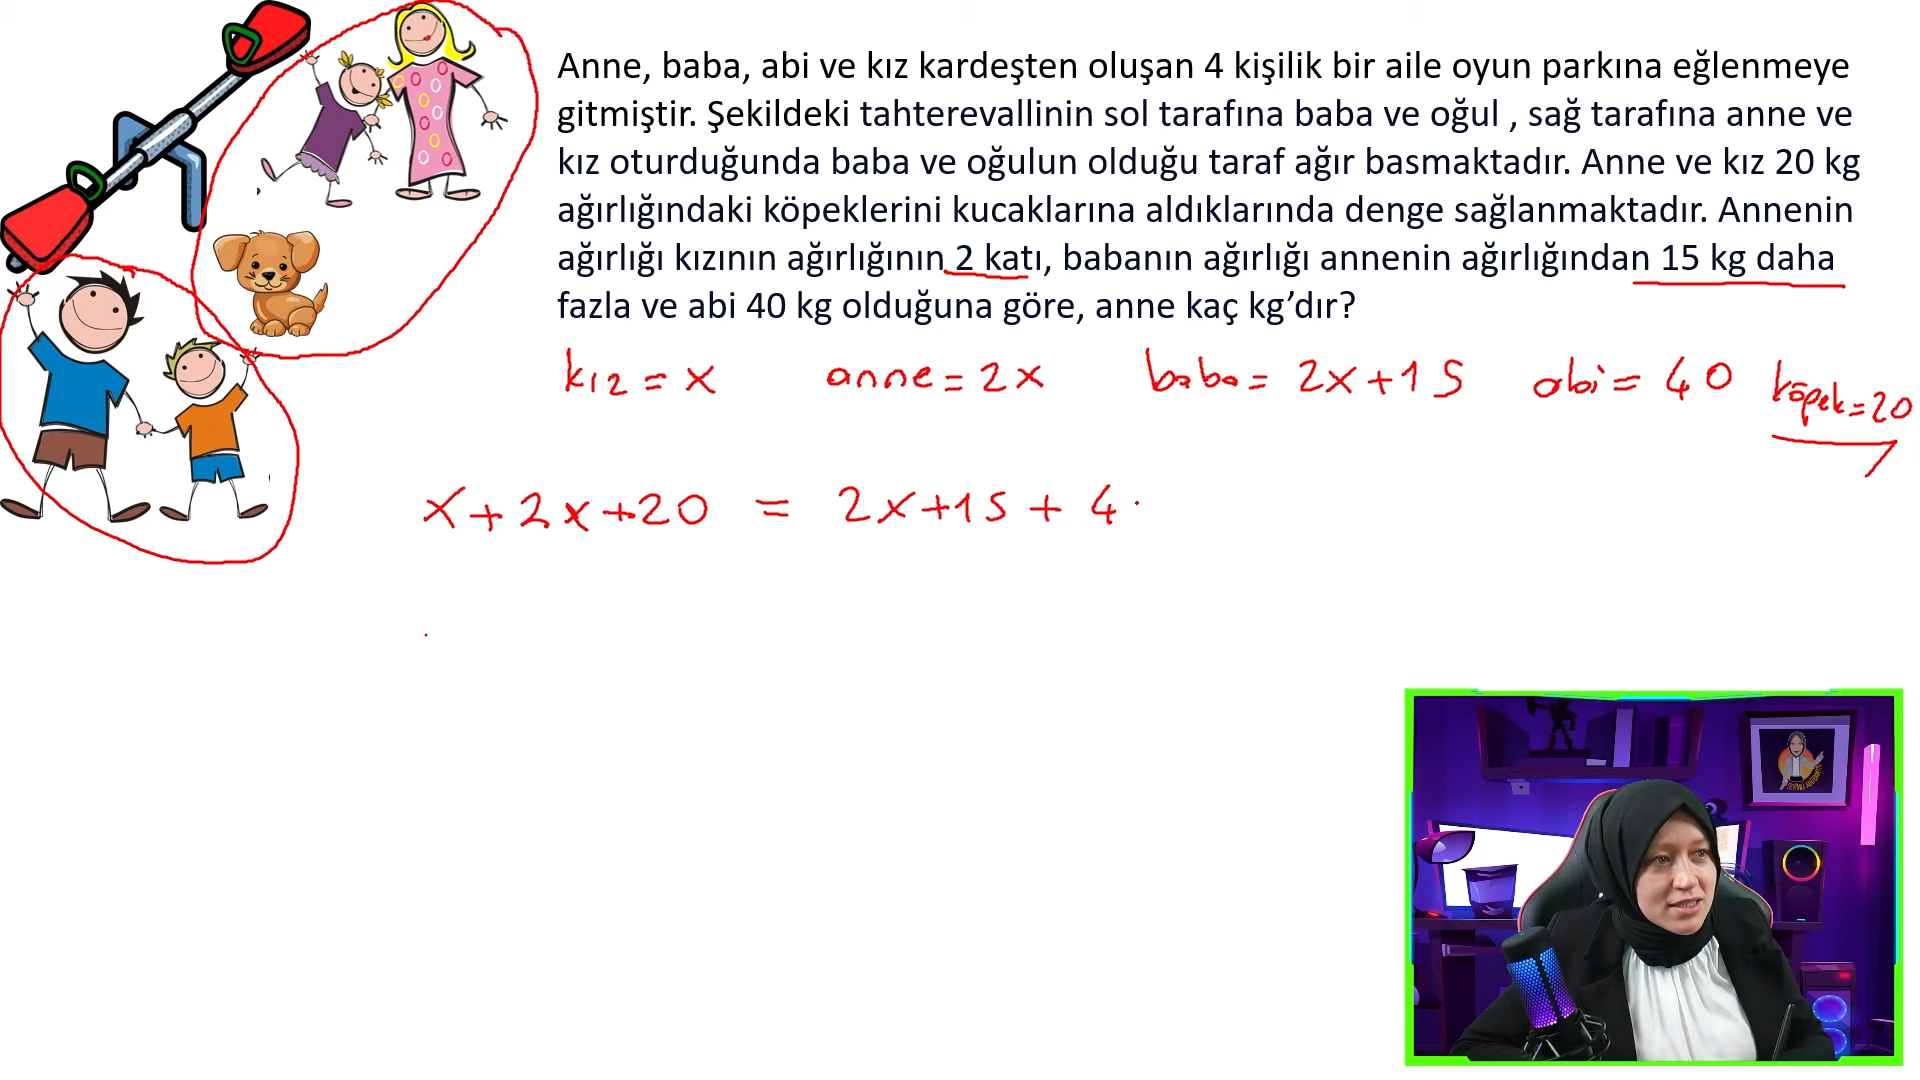 Anne, baba, abi ve kız kardeşten oluşan 4 kişilik bir aile oyun parkına eğlenmeye
gitmiştir. Şekildeki tahterevallinin sol tarafına baba ve oğul , sağ tarafına anne ve
kız oturduğunda baba ve oğulun olduğu taraf ağır basmaktadır. Anne ve kız 20 kg
ağırlığındaki köpeklerini kucaklarına aldıklarında denge sağlanmaktadır. Annenin
ağırlığı kızının ağırlığının 2 katı, babanın ağırlığı annenin ağırlığından 15 kg daha
fazla ve abi 40 kg olduğuna göre, anne kaç kg’dır?
kız = x anne = 2x baba = 2x+15 abi = 40 köpek=20
x+2x+20 = 2x+15+4